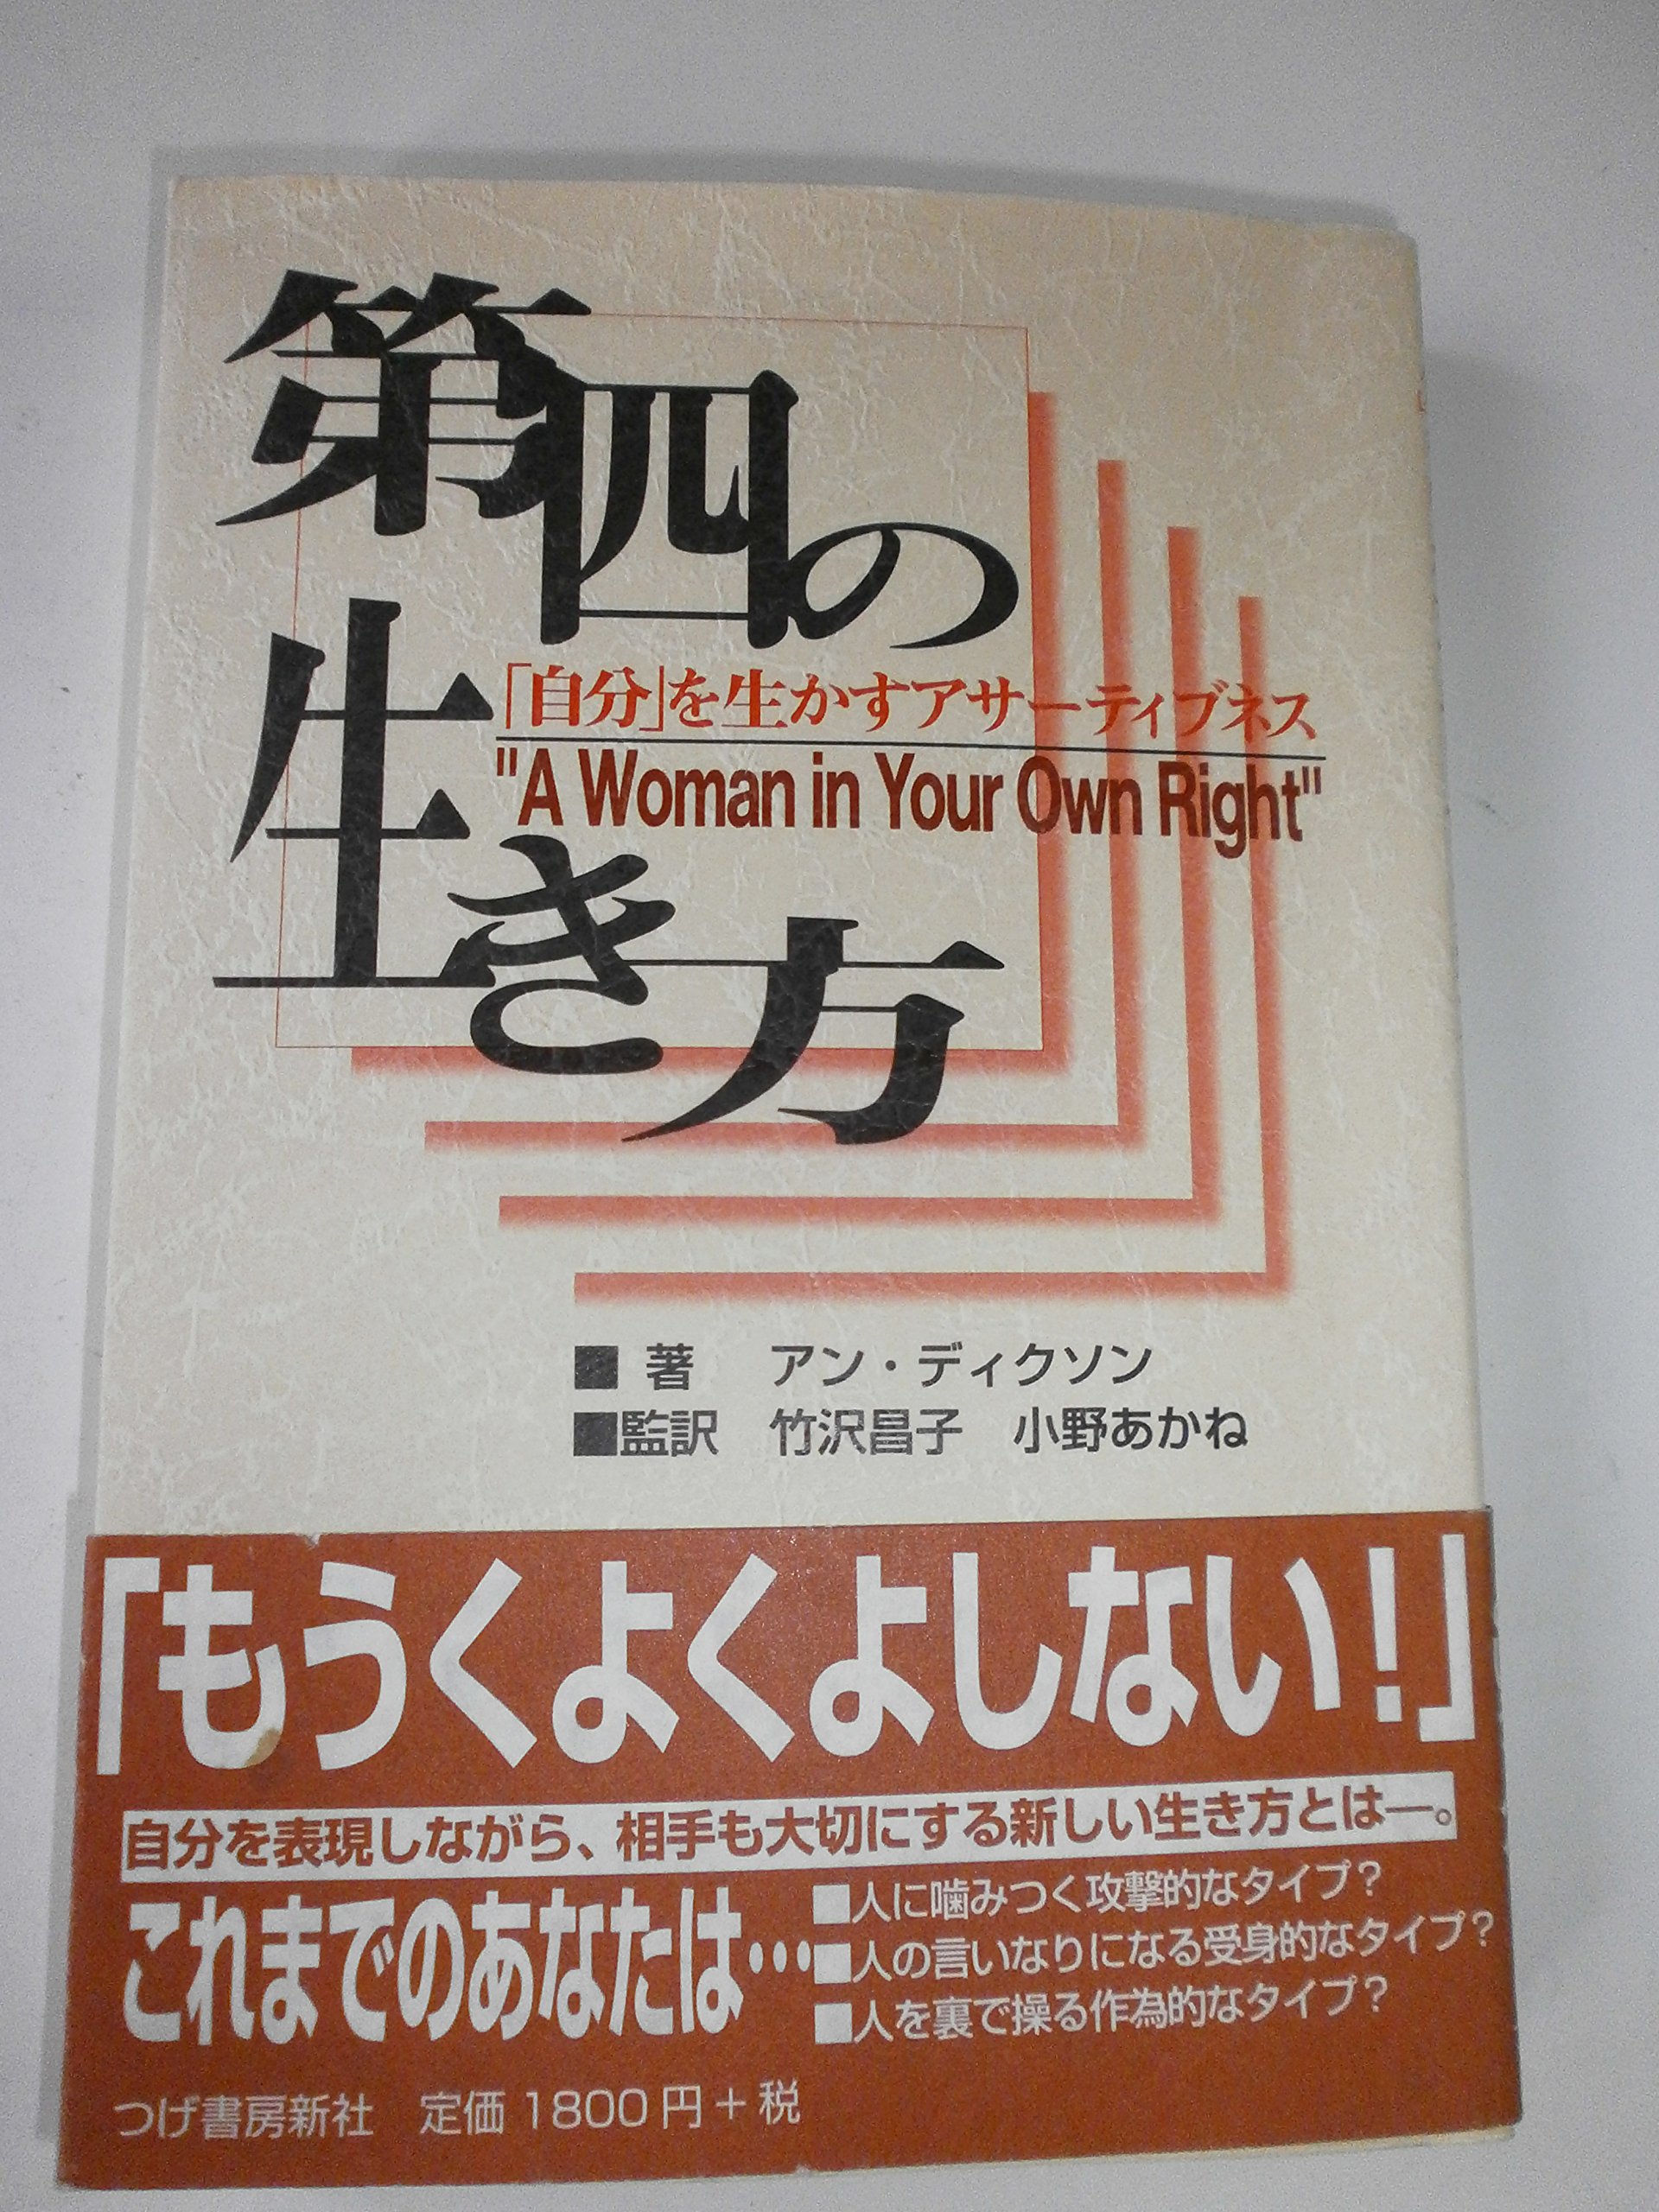 第四の
生き方
「自分」を生かすアサーティブネス
"A Woman in Your Own Right"
■ 著 アン・ディクソン
■監訳 竹沢昌子 小野あかね
「もうくよくよしない!」
自分を表現しながら、相手も大切にする新しい生き方とは―。
これまでのあなたは…
■人に噛みつく攻撃的なタイプ?
■人の言いなりになる受身的なタイプ?
■人を裏で操る作為的なタイプ?
つげ書房新社 定価 1800円+税